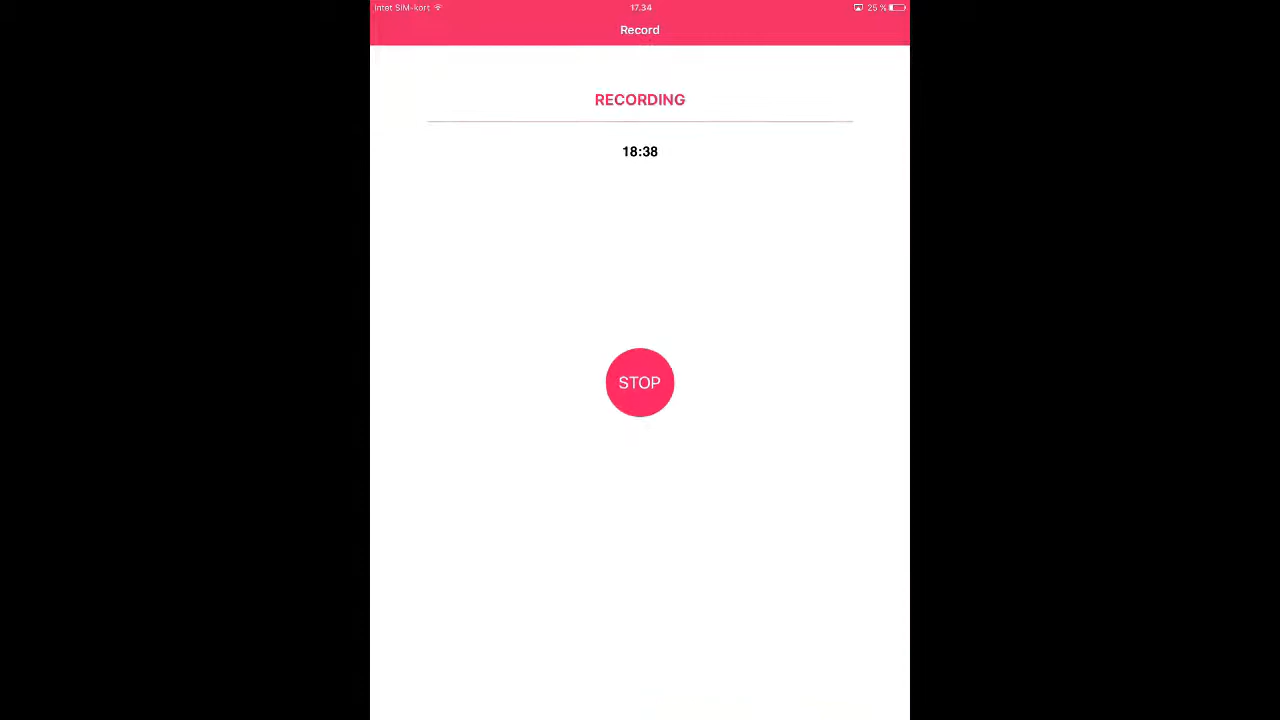 Intet SIM-kort 17.34 25 %
Record
RECORDING
18:38
STOP